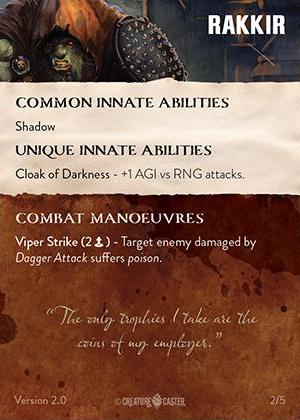 RAKKIR
COMMON INNATE ABILITIES
Shadow
UNIQUE INNATE ABILITIES
Cloak of Darkness - +1 AGI vs RNG attacks.
COMBAT MANOEUVRES
Viper Strike (2) - Target enemy damaged by
Dagger Attack suffers poison.
"The only trophies I take are the
coins of my employer."
Version 2.0
© CREATURE CASTER
2/5